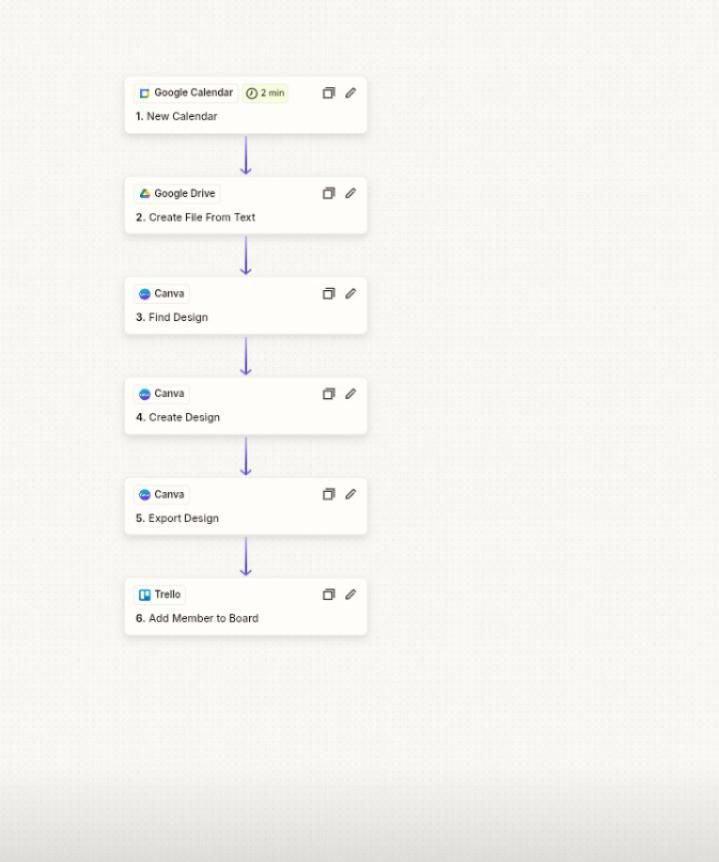 Google Calendar 2 min
1. New Calendar
Google Drive
2. Create File From Text
Canva
3. Find Design
Canva
4. Create Design
Canva
5. Export Design
Trello
6. Add Member to Board